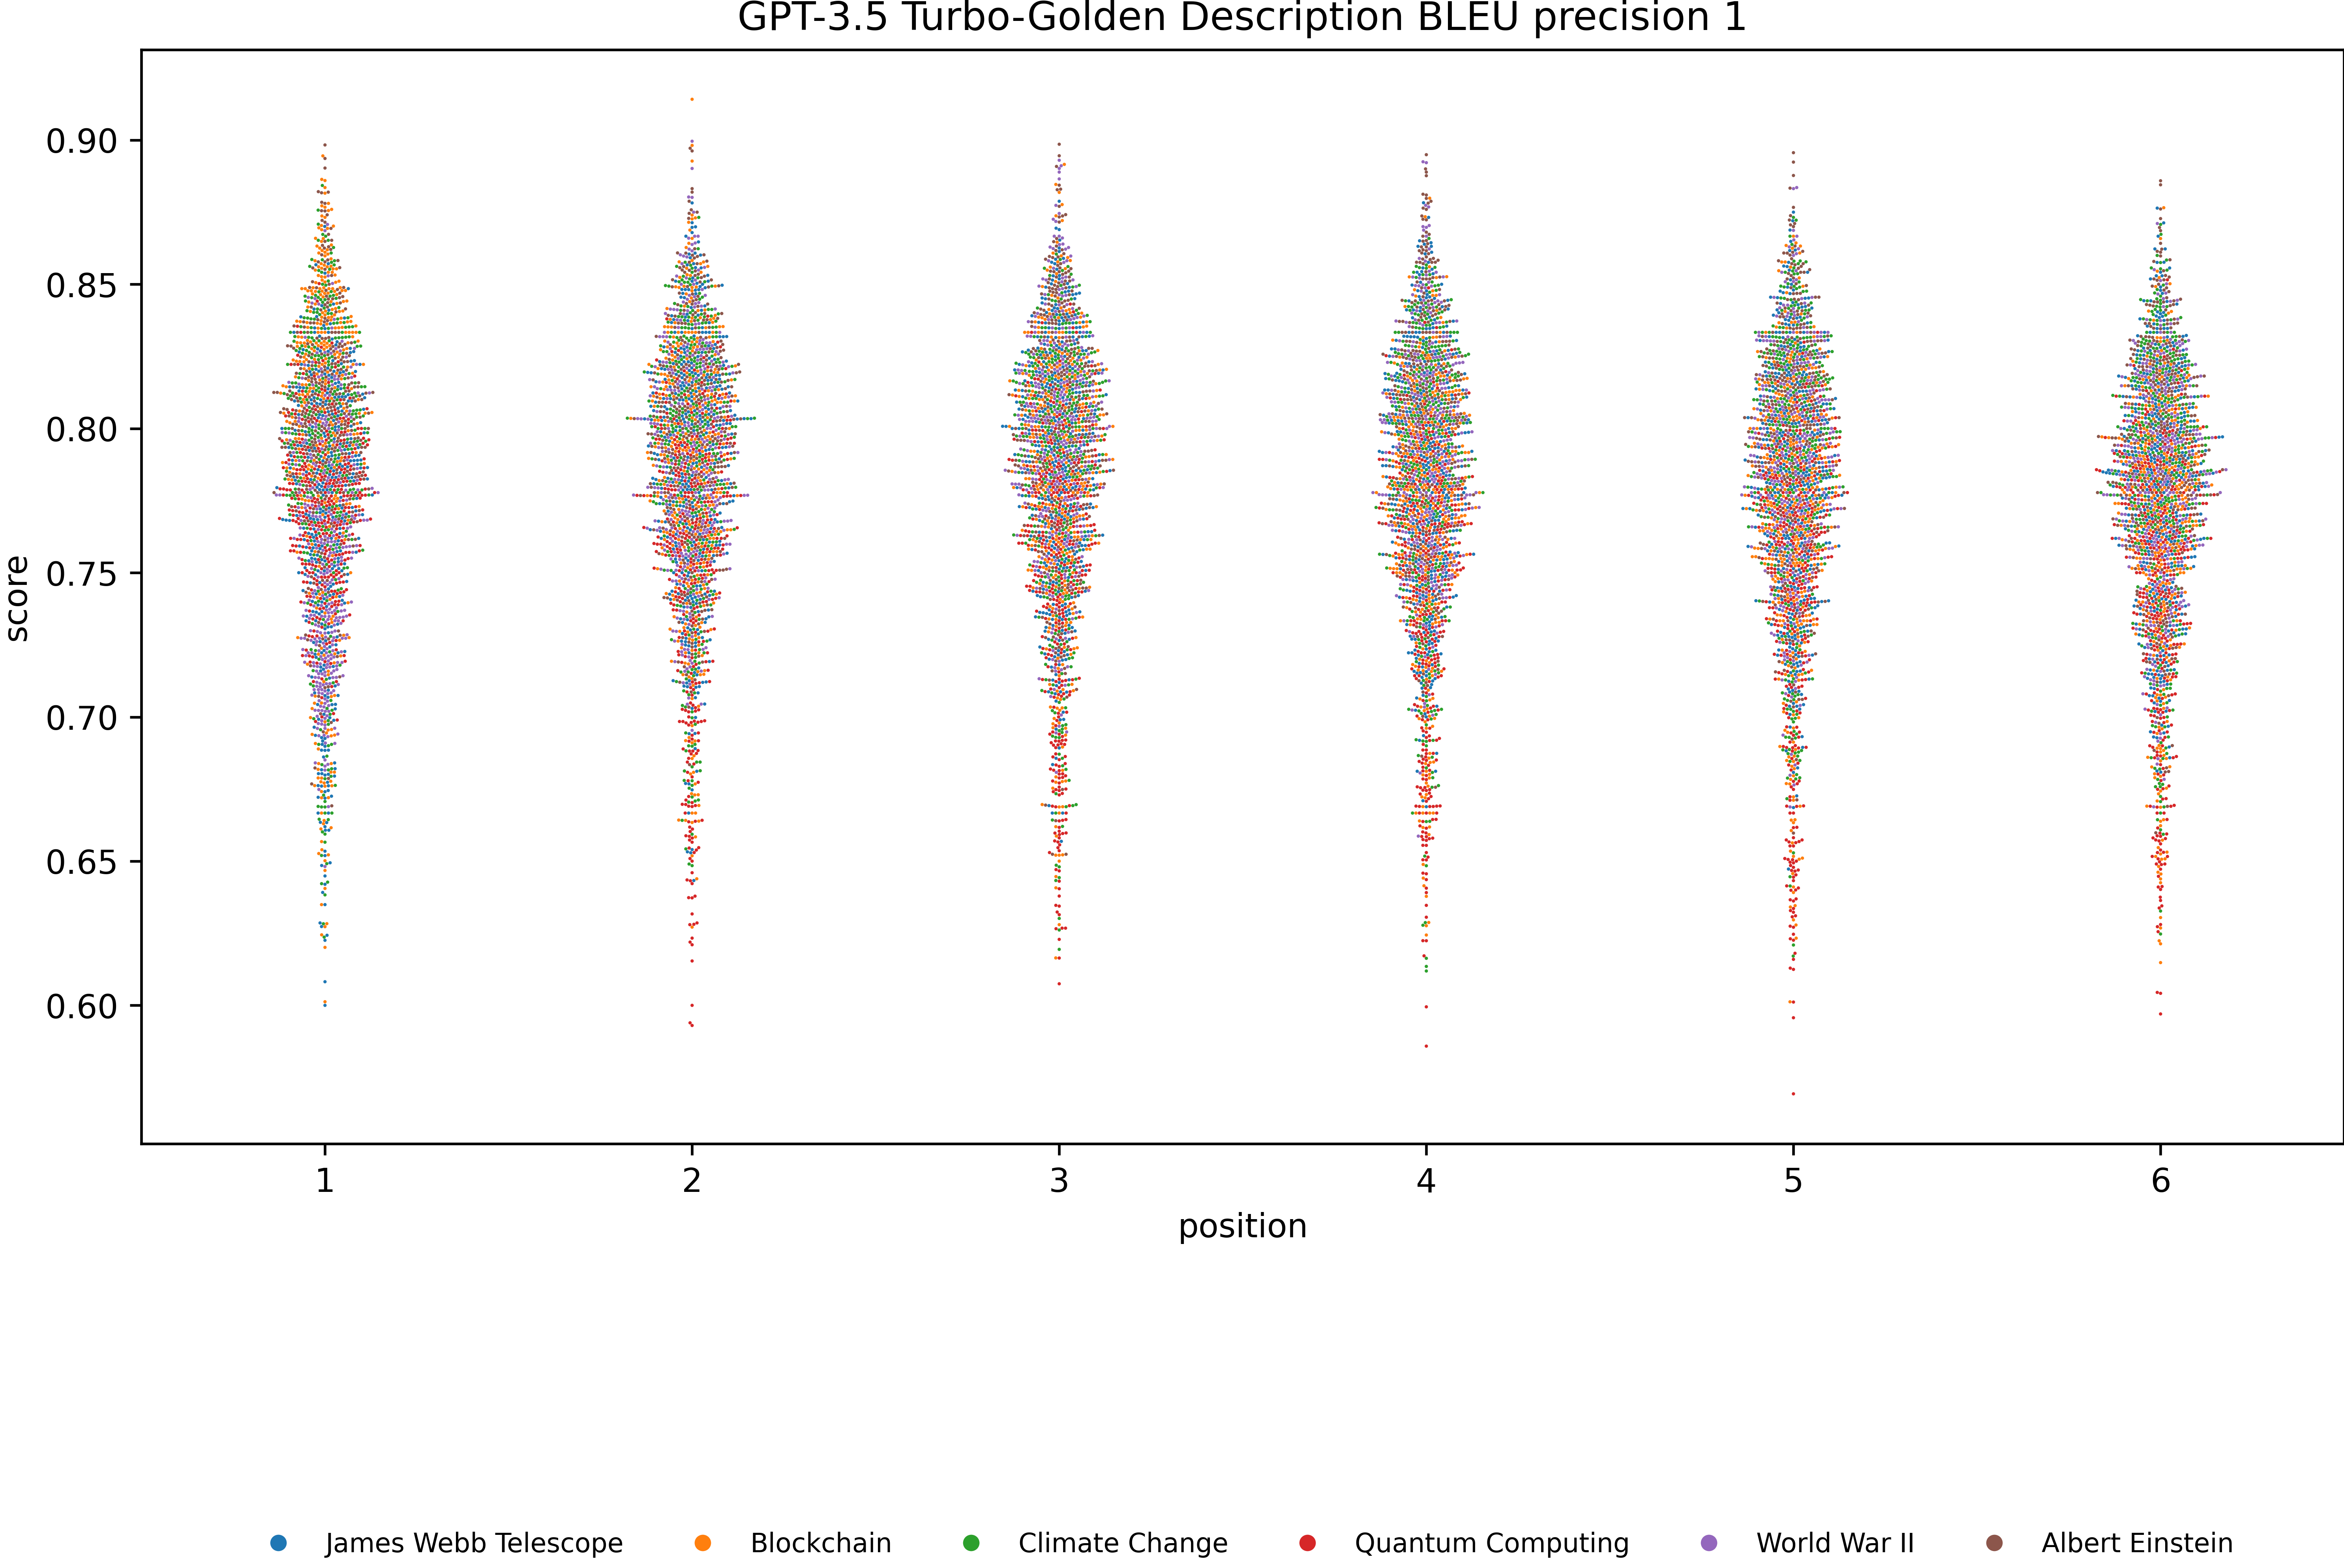 GPT-3.5 Turbo-Golden Description BLEU precision 1
score
0.90
0.85
0.80
0.75
0.70
0.65
0.60
1 2 3 4 5 6
position
James Webb Telescope Blockchain Climate Change Quantum Computing World War II Albert Einstein